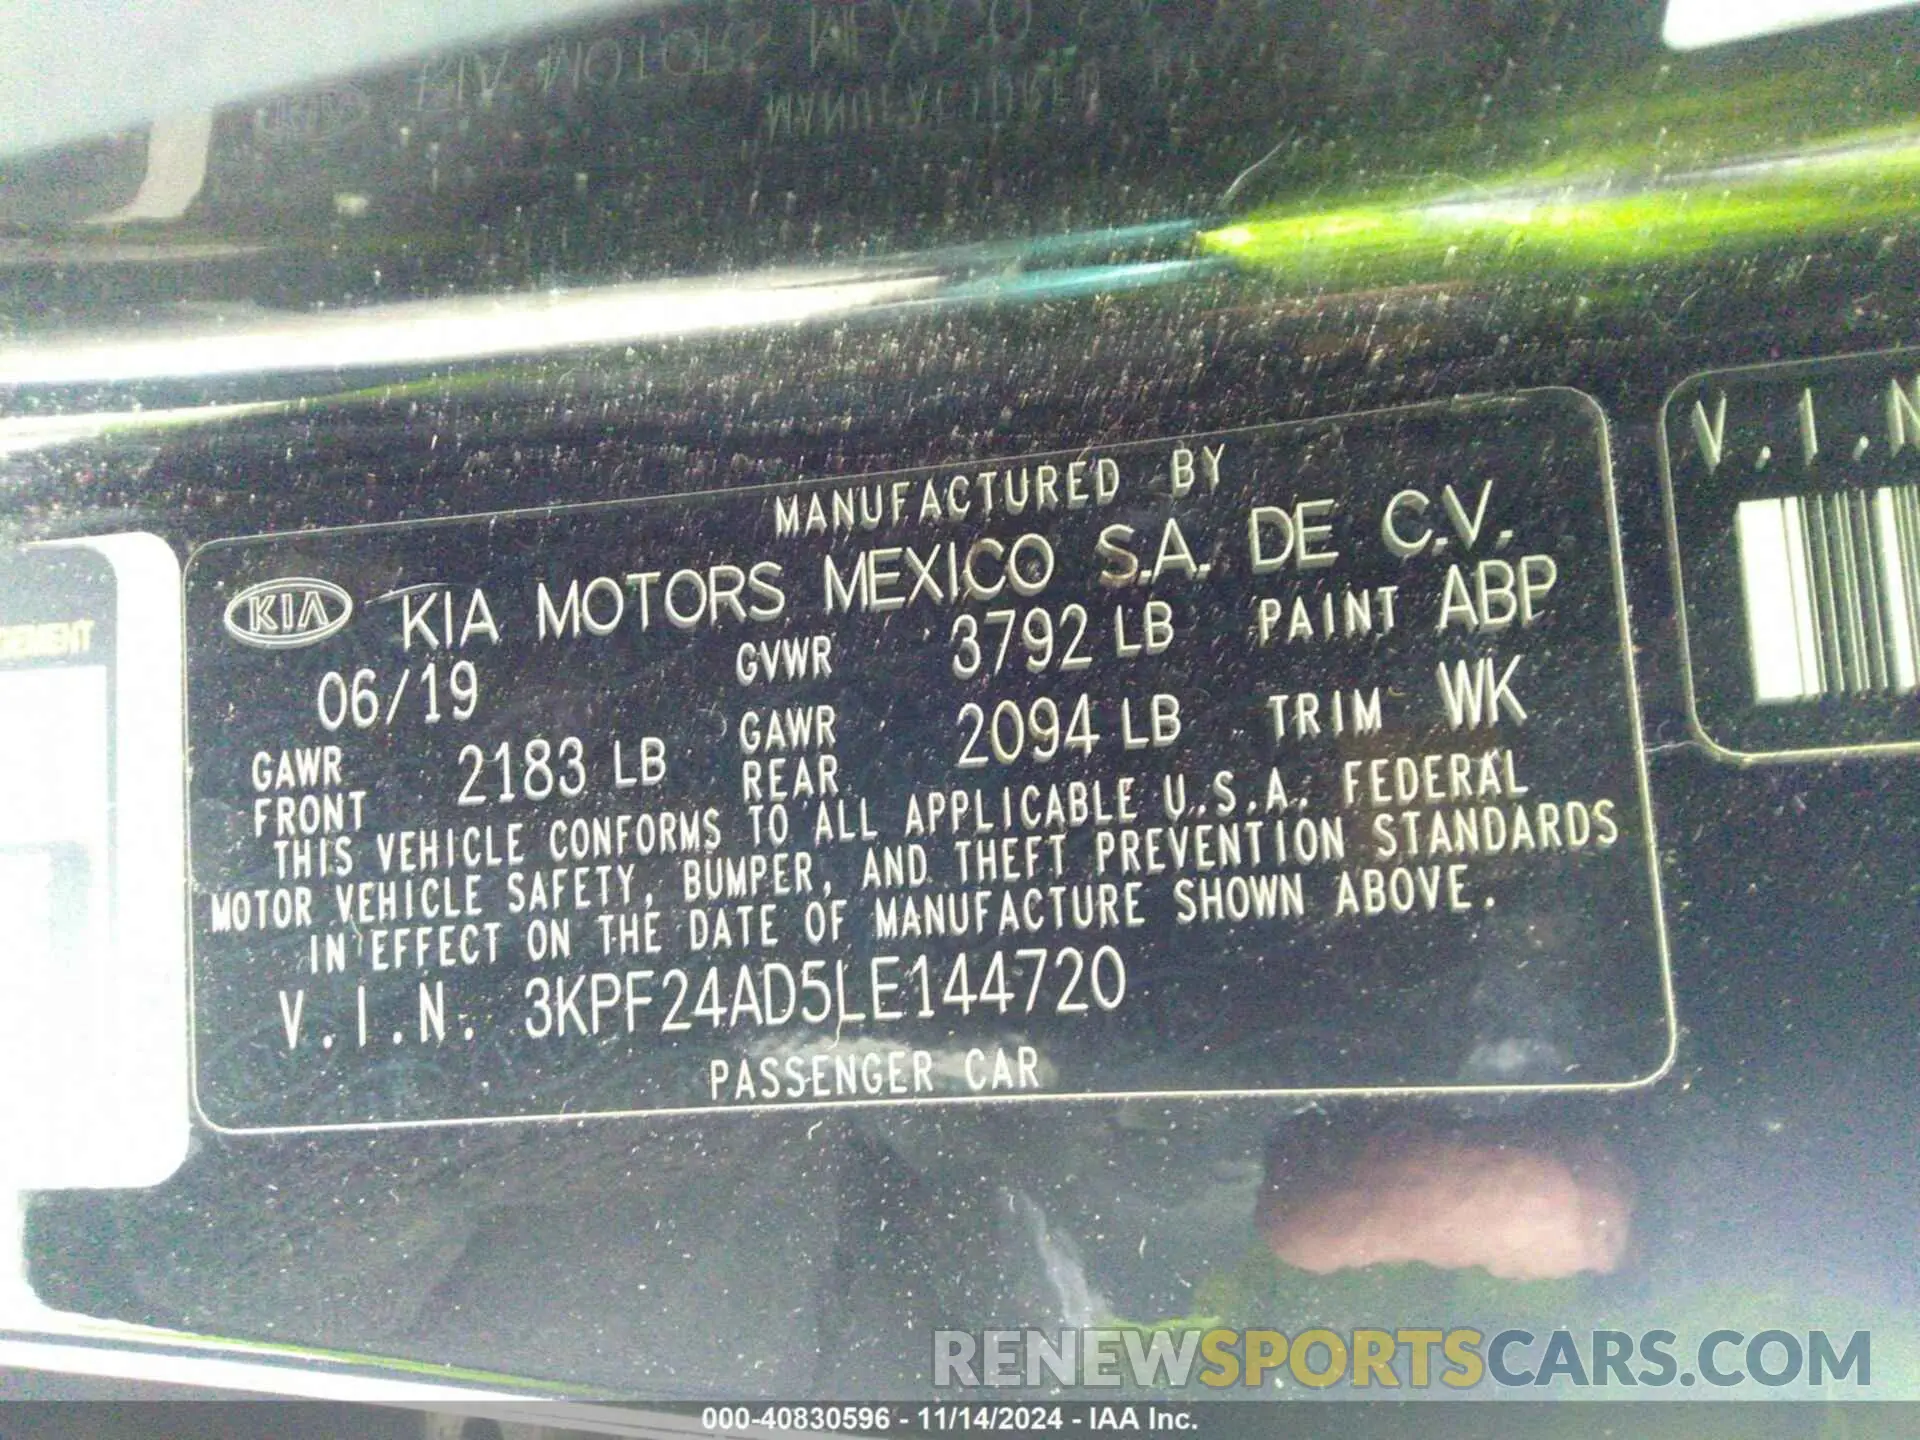 MANUFACTURED BY
KIA KIA MOTORS MEXICO S.A. DE C.V.
06/19 GVWR 3792 LB PAINT ABP
GAWR FRONT 2183 LB GAWR REAR 2094 LB TRIM WK
THIS VEHICLE CONFORMS TO ALL APPLICABLE U.S.A. FEDERAL
MOTOR VEHICLE SAFETY, BUMPER, AND THEFT PREVENTION STANDARDS
IN EFFECT ON THE DATE OF MANUFACTURE SHOWN ABOVE.
V.I.N. 3KPF24AD5LE144720
PASSENGER CAR
V.I.N
RENEWSPORTSCARS.COM
000-40830596 - 11/14/2024 - IAA Inc.